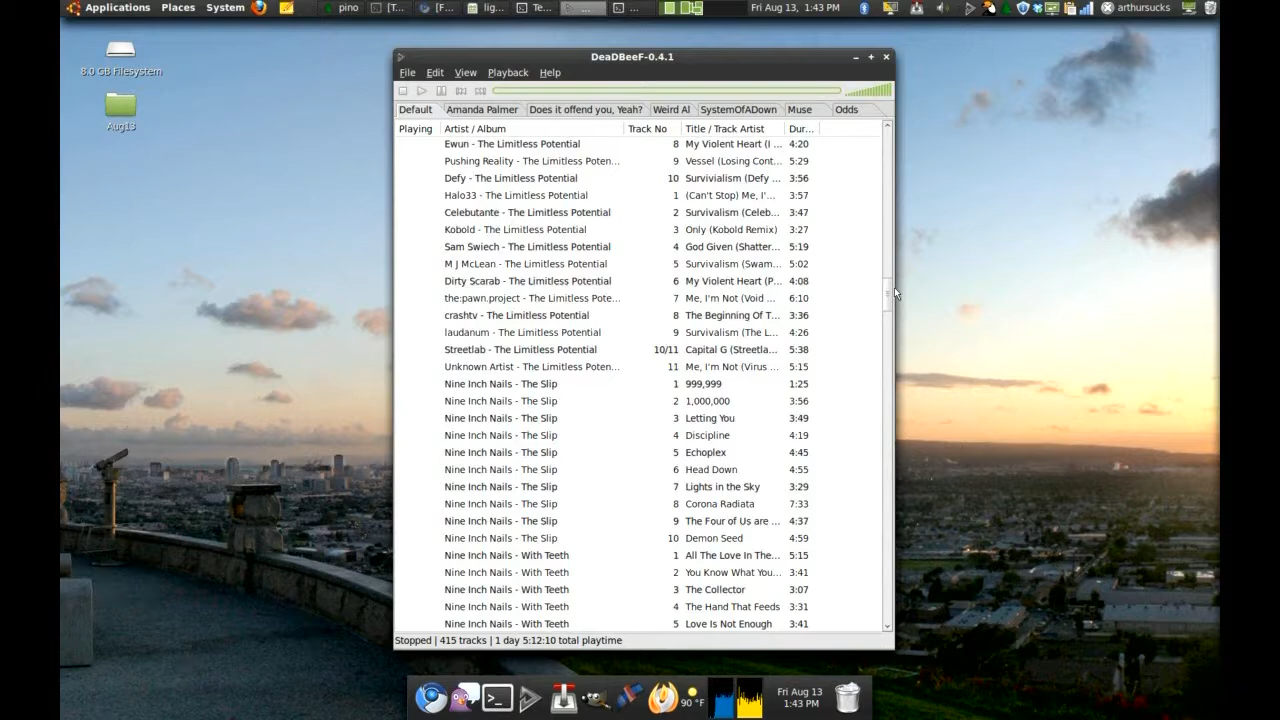 Applications Places System pino [T... [F... lig... Te... ... ... Fri Aug 13, 1:43 PM arthursucks
8.0 GB Filesystem
Aug13
DeaDBeeF-0.4.1
File Edit View Playback Help
Default Amanda Palmer Does it offend you, Yeah? Weird Al SystemOfADown Muse Odds
Playing Artist / Album Track No Title / Track Artist Dur...
Ewun - The Limitless Potential 8 My Violent Heart (I ... 4:20
Pushing Reality - The Limitless Poten... 9 Vessel (Losing Cont... 5:29
Defy - The Limitless Potential 10 Survivialism (Defy ... 3:56
Halo33 - The Limitless Potential 1 (Can't Stop) Me, I'... 3:57
Celebutante - The Limitless Potential 2 Survivalism (Celeb... 3:47
Kobold - The Limitless Potential 3 Only (Kobold Remix) 3:27
Sam Swiech - The Limitless Potential 4 God Given (Shatter... 5:19
M J McLean - The Limitless Potential 5 Survivalism (Swam... 5:02
Dirty Scarab - The Limitless Potential 6 My Violent Heart (P... 4:08
the:pawn.project - The Limitless Pote... 7 Me, I'm Not (Void ... 6:10
crashtv - The Limitless Potential 8 The Beginning Of T... 3:36
laudanum - The Limitless Potential 9 Survivalism (The L... 4:26
Streetlab - The Limitless Potential 10/11 Capital G (Streetla... 5:38
Unknown Artist - The Limitless Poten... 11 Me, I'm Not (Virus ... 5:15
Nine Inch Nails - The Slip 1 999,999 1:25
Nine Inch Nails - The Slip 2 1,000,000 3:56
Nine Inch Nails - The Slip 3 Letting You 3:49
Nine Inch Nails - The Slip 4 Discipline 4:19
Nine Inch Nails - The Slip 5 Echoplex 4:45
Nine Inch Nails - The Slip 6 Head Down 4:55
Nine Inch Nails - The Slip 7 Lights in the Sky 3:29
Nine Inch Nails - The Slip 8 Corona Radiata 7:33
Nine Inch Nails - The Slip 9 The Four of Us are ... 4:37
Nine Inch Nails - The Slip 10 Demon Seed 4:59
Nine Inch Nails - With Teeth 1 All The Love In The... 5:15
Nine Inch Nails - With Teeth 2 You Know What You... 3:41
Nine Inch Nails - With Teeth 3 The Collector 3:07
Nine Inch Nails - With Teeth 4 The Hand That Feeds 3:31
Nine Inch Nails - With Teeth 5 Love Is Not Enough 3:41
Stopped | 415 tracks | 1 day 5:12:10 total playtime
90 °F Fri Aug 13
1:43 PM